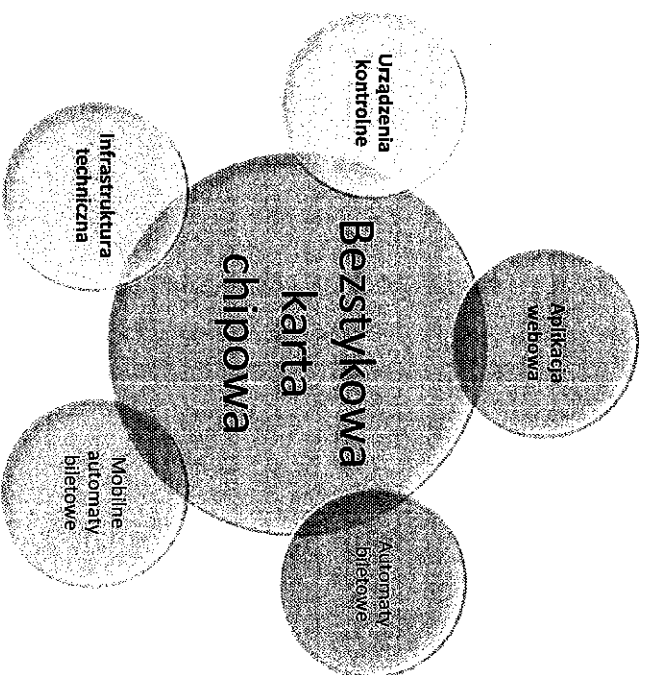 Aplikacja
webowa
Urządzenia
kontrolne
Automaty
biletowe
Bezstykowa
karta
chipowa
Infrastruktura
techniczna
Mobilne
automaty
biletowe